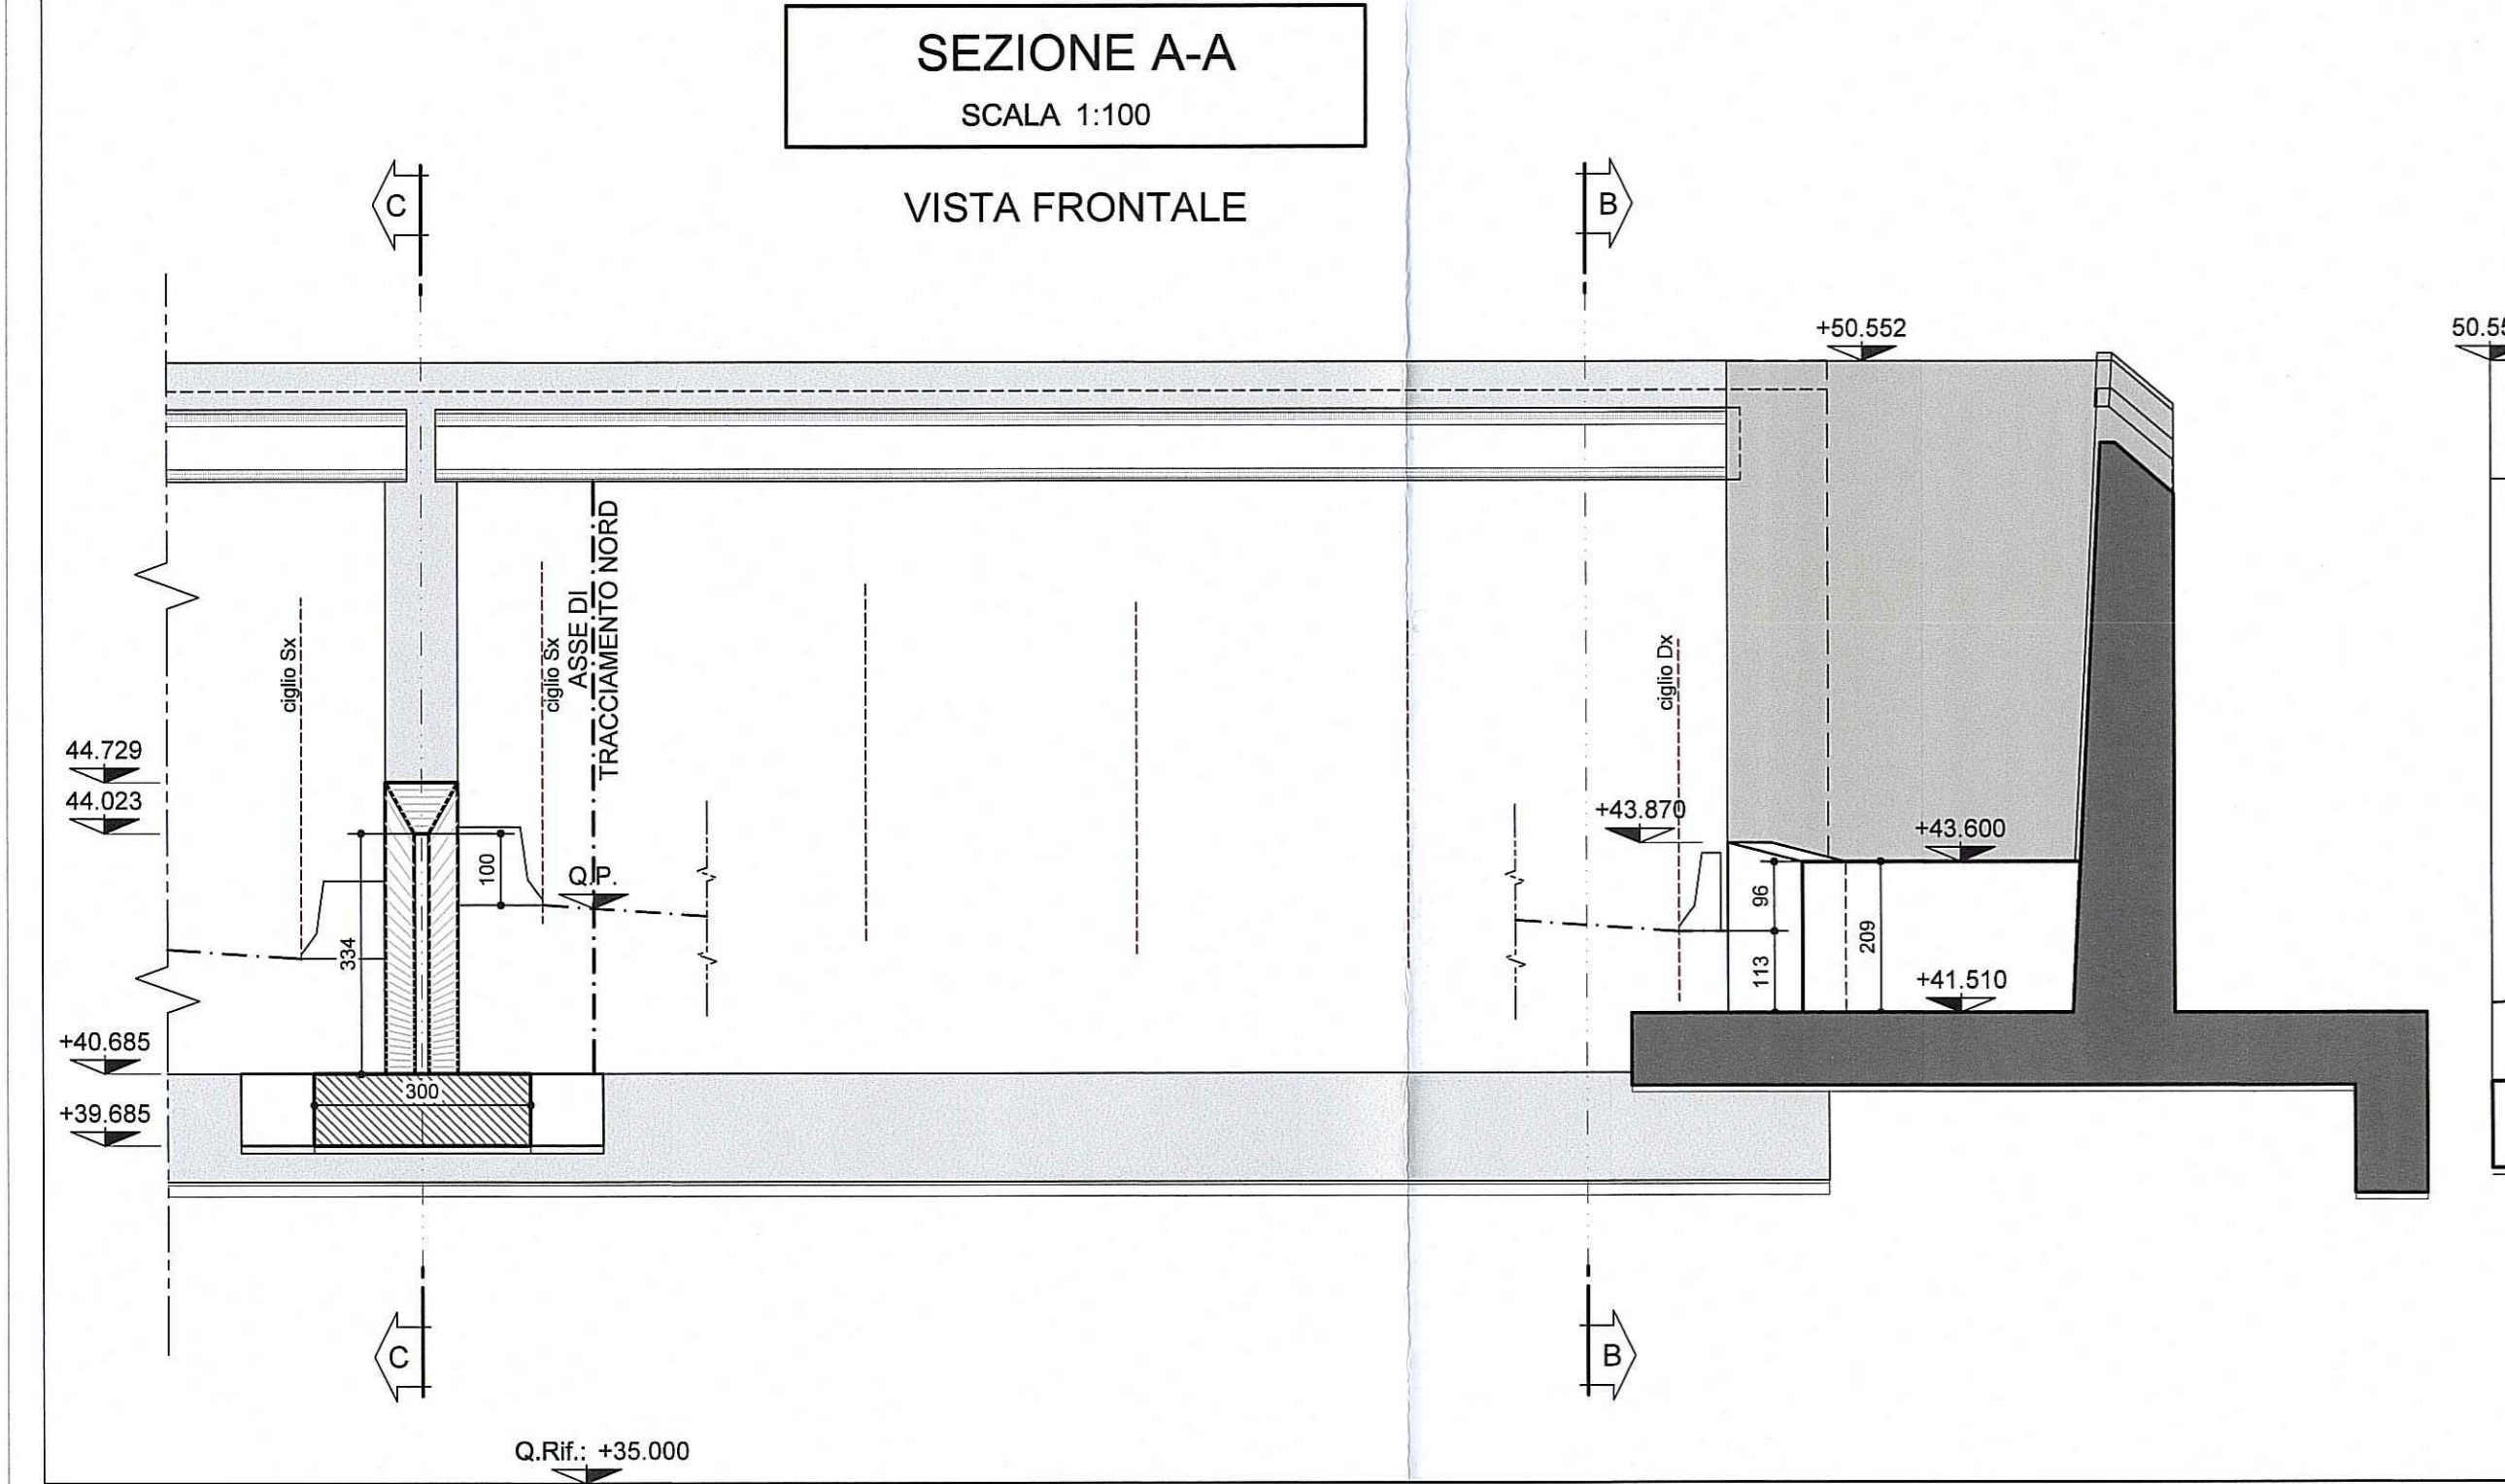 SEZIONE A-A
SCALA 1:100
VISTA FRONTALE
C
B
+50.552
ciglio Sx
ciglio Sx
ASSE DI
TRACCIAMENTO NORD
ciglio Dx
44.729
44.023
+43.870
+43.600
100
Q.P.
96
334
209
113
+41.510
+40.685
300
+39.685
C
B
Q.Rif.: +35.000